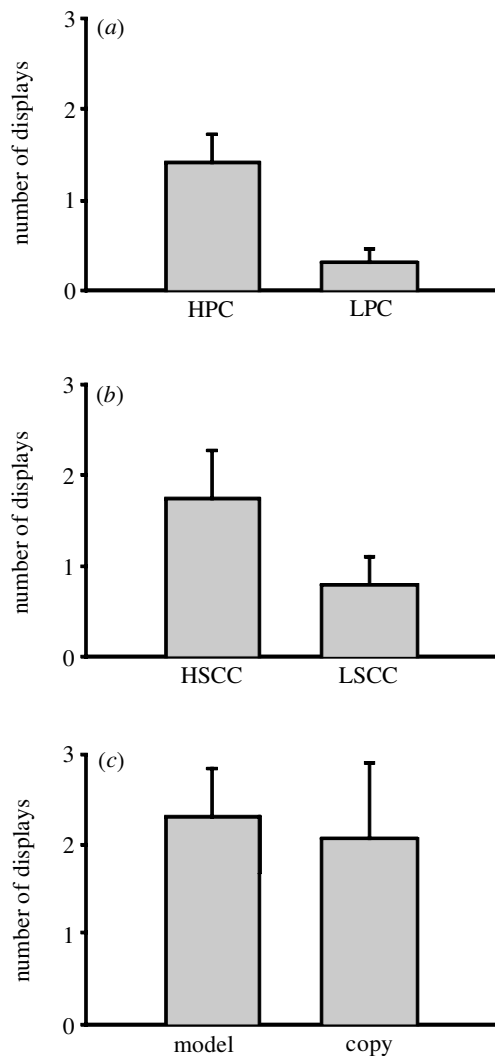 3
(a)
2
number of displays
1
0
HPC LPC
3
(b)
2
number of displays
1
0
HSCC LSCC
3
(c)
2
number of displays
1
0
model copy